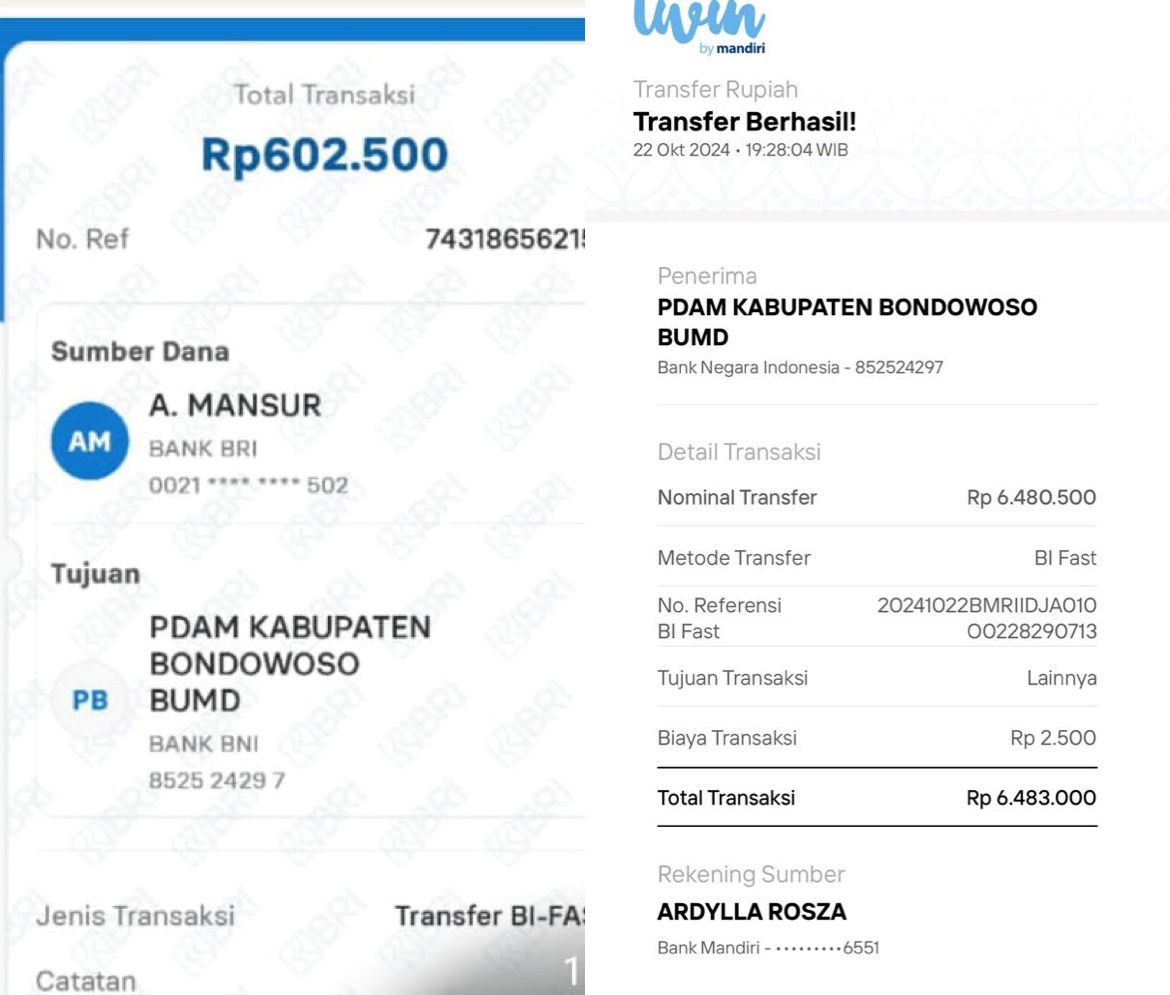 Total Transaksi
Rp602.500
No. Ref
7431865621
Sumber Dana
AM
A. MANSUR
BANK BRI
0021 **** **** 502
Tujuan
PB
PDAM KABUPATEN
BONDOWOSO
BUMD
BANK BNI
8525 2429 7
Jenis Transaksi
Transfer BI-FA
Catatan
1
livin
by mandiri
Transfer Rupiah
Transfer Berhasil!
22 Okt 2024 • 19:28:04 WIB
Penerima
PDAM KABUPATEN BONDOWOSO
BUMD
Bank Negara Indonesia - 852524297
Detail Transaksi
Nominal Transfer Rp 6.480.500
Metode Transfer BI Fast
No. Referensi 20241022BMRIIDJA010
BI Fast O0228290713
Tujuan Transaksi Lainnya
Biaya Transaksi Rp 2.500
Total Transaksi Rp 6.483.000
Rekening Sumber
ARDYLLA ROSZA
Bank Mandiri - •••••••••6551